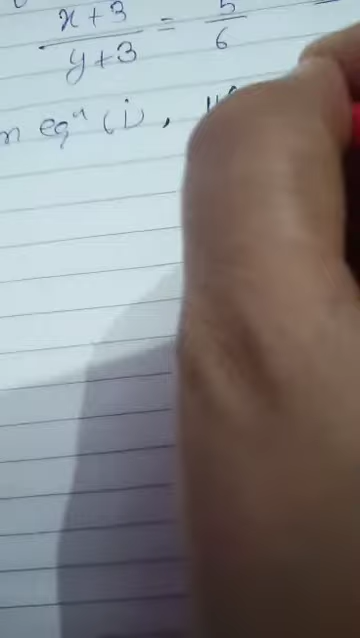 x+3 / y+3 = 5 / 6
n eqⁿ (i),